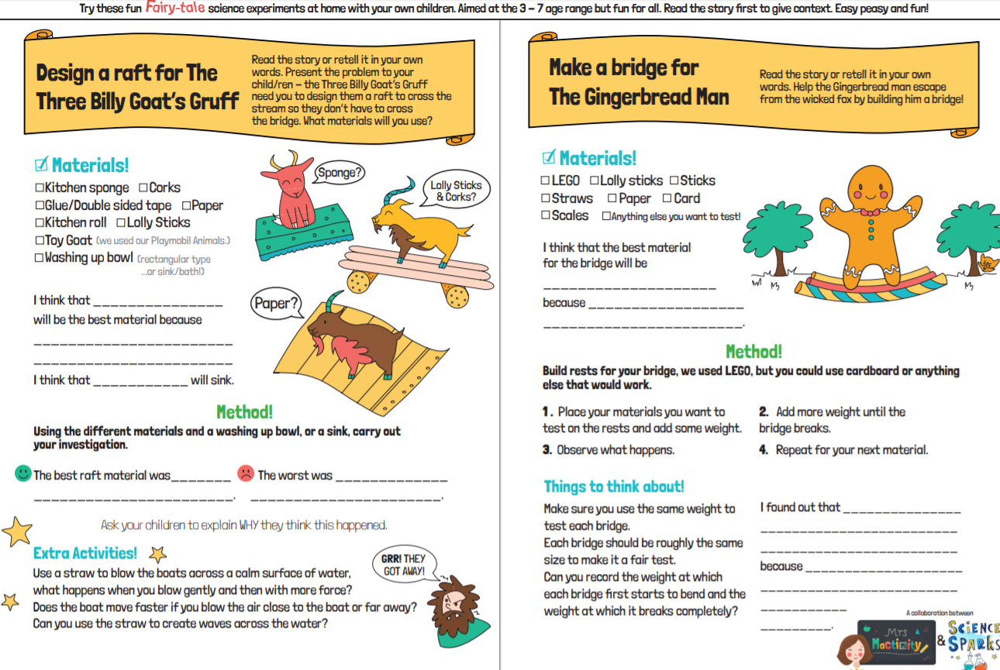 Try these fun Fairy-tale science experiments at home with your own children. Aimed at the 3 – 7 age range but fun for all. Read the story first to give context. Easy peasy and fun!
Design a raft for The
Three Billy Goat's Gruff
Read the story or retell it in your own
words. Present the problem to your
child/ren – the Three Billy Goat's Gruff
need you to design them a raft to cross the
stream so they don't have to cross
the bridge. What materials will you use?
Materials!
Kitchen sponge Corks
Glue/Double sided tape Paper
Kitchen roll Lolly Sticks
Toy Goat (we used our Playmobil Animals.)
Washing up bowl (rectangular type
...or sink/bath!)
Sponge?
Lolly Sticks
& Corks?
Paper?
I think that _______________
will be the best material because
_______________________
_______________________
I think that ___________ will sink.
Method!
Using the different materials and a washing up bowl, or a sink, carry out
your investigation.
The best raft material was_______ The worst was _____________
_______________________. ______________________.
Ask your children to explain WHY they think this happened.
Extra Activities!
Use a straw to blow the boats across a calm surface of water,
what happens when you blow gently and then with more force?
Does the boat move faster if you blow the air close to the boat or far away?
Can you use the straw to create waves across the water?
GRR! THEY
GOT AWAY!
Make a bridge for
The Gingerbread Man
Read the story or retell it in your own
words. Help the Gingerbread man escape
from the wicked fox by building him a bridge!
Materials!
LEGO Lolly sticks Sticks
Straws Paper Card
Scales Anything else you want to test!
I think that the best material
for the bridge will be
____________________
because __________________
_______________________.
Method!
Build rests for your bridge, we used LEGO, but you could use cardboard or anything
else that would work.
1. Place your materials you want to
test on the rests and add some weight.
2. Add more weight until the
bridge breaks.
3. Observe what happens.
4. Repeat for your next material.
Things to think about!
Make sure you use the same weight to
test each bridge.
Each bridge should be roughly the same
size to make it a fair test.
Can you record the weight at which
each bridge first starts to bend and the
weight at which it breaks completely?
I found out that ______________
_______________________
_______________________
because __________________
_______________________
__________
________.
A collaboration between
Mrs
Mactivity
&
SCIENCE
SPARKS